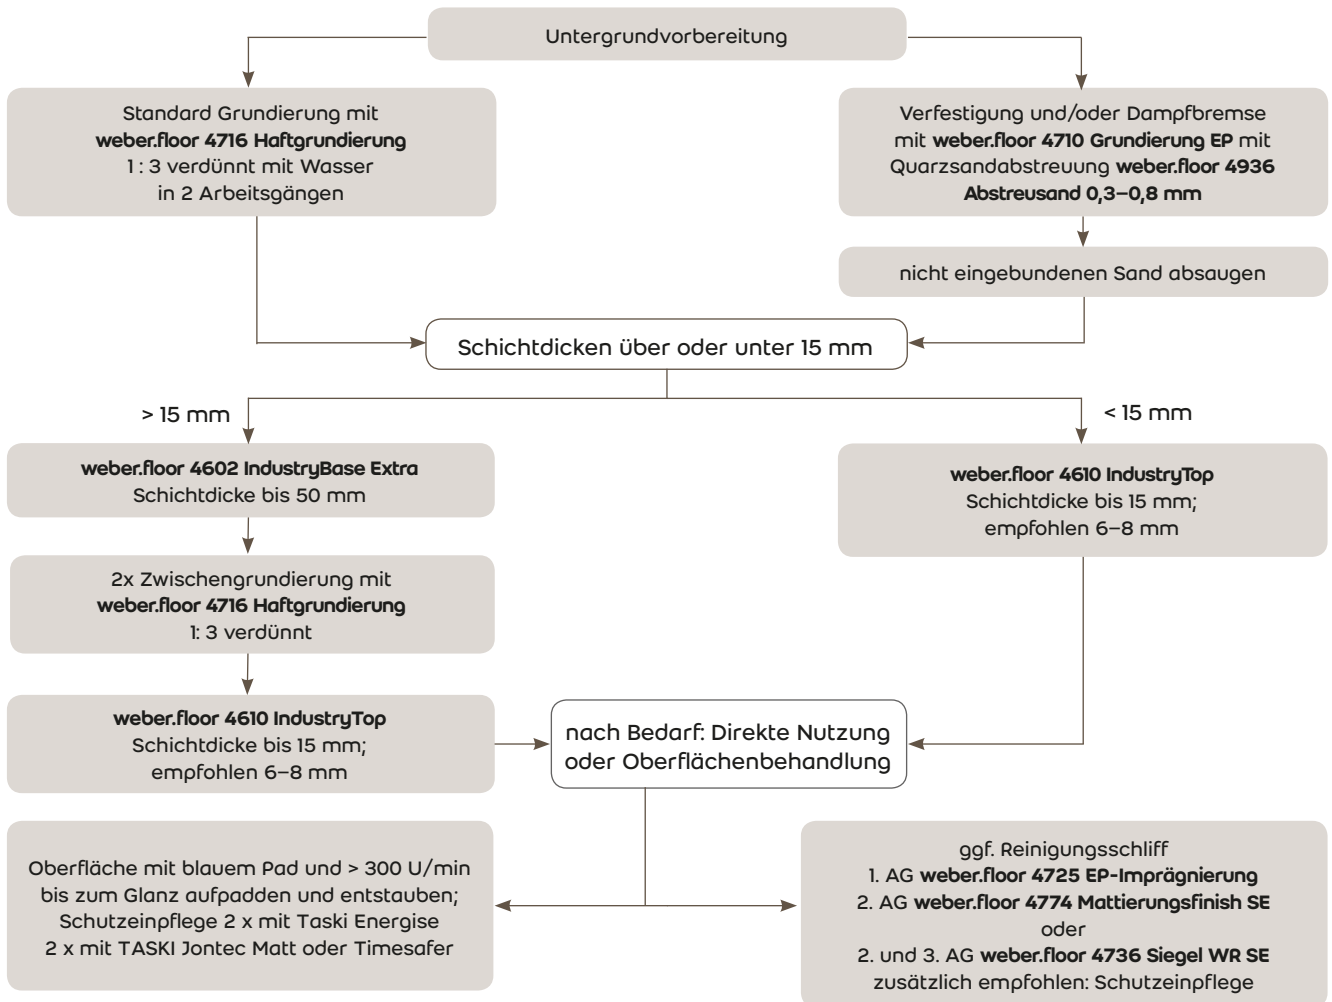 Untergrundvorbereitung
Standard Grundierung mit
weber.floor 4716 Haftgrundierung
1 : 3 verdünnt mit Wasser
in 2 Arbeitsgängen
Verfestigung und/oder Dampfbremse
mit weber.floor 4710 Grundierung EP mit
Quarzsandabstreuung weber.floor 4936
Abstreusand 0,3–0,8 mm
nicht eingebundenen Sand absaugen
Schichtdicken über oder unter 15 mm
> 15 mm
< 15 mm
weber.floor 4602 IndustryBase Extra
Schichtdicke bis 50 mm
2x Zwischengrundierung mit
weber.floor 4716 Haftgrundierung
1: 3 verdünnt
weber.floor 4610 IndustryTop
Schichtdicke bis 15 mm;
empfohlen 6–8 mm
weber.floor 4610 IndustryTop
Schichtdicke bis 15 mm;
empfohlen 6–8 mm
nach Bedarf: Direkte Nutzung
oder Oberflächenbehandlung
Oberfläche mit blauem Pad und > 300 U/min
bis zum Glanz aufpadden und entstauben;
Schutzeinpflege 2 x mit Taski Energise
2 x mit TASKI Jontec Matt oder Timesafer
ggf. Reinigungsschliff
1. AG weber.floor 4725 EP-Imprägnierung
2. AG weber.floor 4774 Mattierungsfinish SE
oder
2. und 3. AG weber.floor 4736 Siegel WR SE
zusätzlich empfohlen: Schutzeinpflege